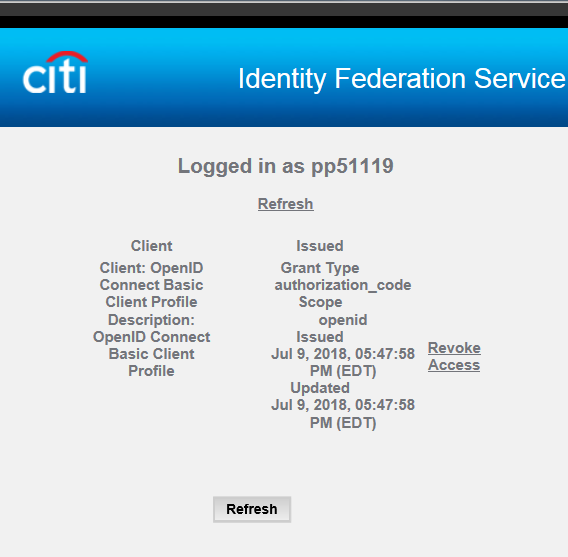 citi
Identity Federation Service
Logged in as pp51119
Refresh
Client
Issued
Client: OpenID
Connect Basic
Client Profile
Description:
OpenID Connect
Basic Client
Profile
Grant Type
authorization_code
Scope
openid
Issued
Jul 9, 2018, 05:47:58
PM (EDT)
Updated
Jul 9, 2018, 05:47:58
PM (EDT)
Revoke
Access
Refresh